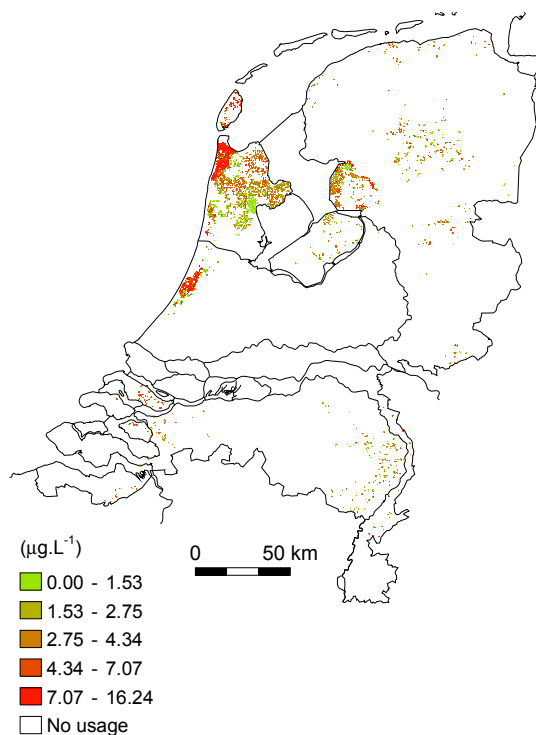 (µg.L⁻¹)
0.00 - 1.53
1.53 - 2.75
2.75 - 4.34
4.34 - 7.07
7.07 - 16.24
No usage
0 50 km